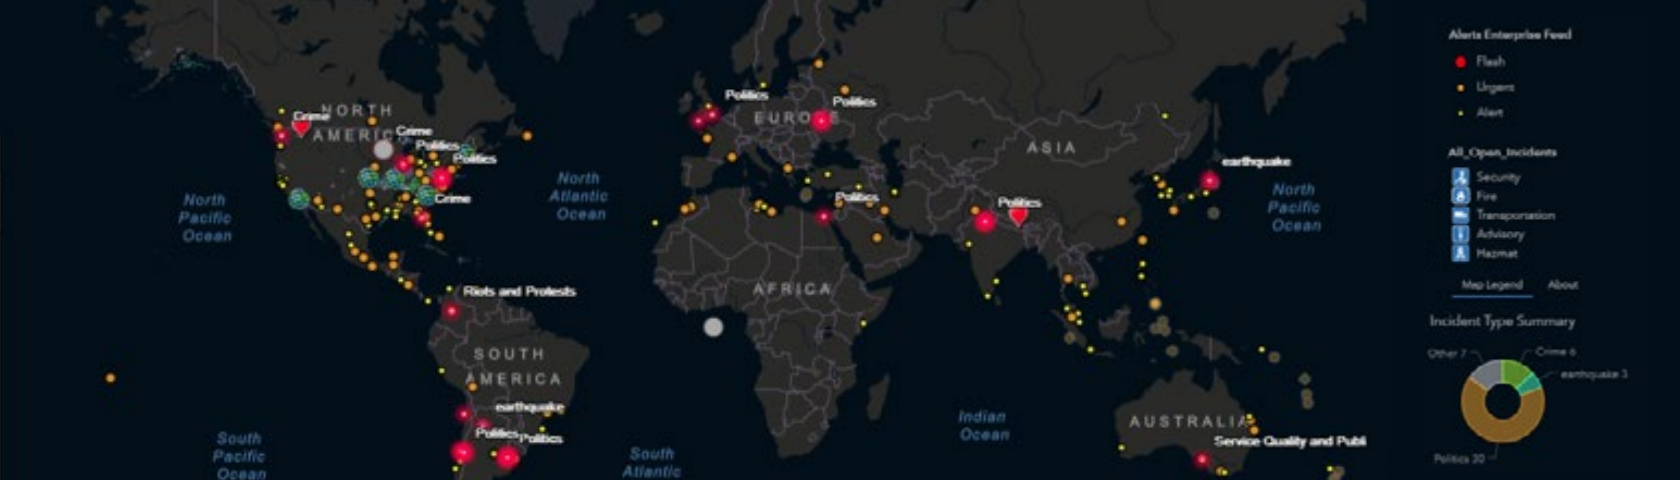 Alerts Enterprise Feed
Flash
Urgent
Alert
All_Open_Incidents
Security
Fire
Transportation
Advisory
Hazmat
Map Legend About
Incident Type Summary
Other 7
Crime 6
earthquake 3
Politics 30
NORTH
AMERIC
Crime
Crime
Politics
Politics
Crime
North
Pacific
Ocean
North
Atlantic
Ocean
Politics
Politics
EUROPE
ASIA
earthquake
North
Pacific
Ocean
Politics
Politics
Riots and Protests
AFRICA
SOUTH
AMERICA
earthquake
Politics
Politics
Indian
Ocean
AUSTRALIA
Service Quality and Publi
South
Pacific
Ocean
South
Atlantic